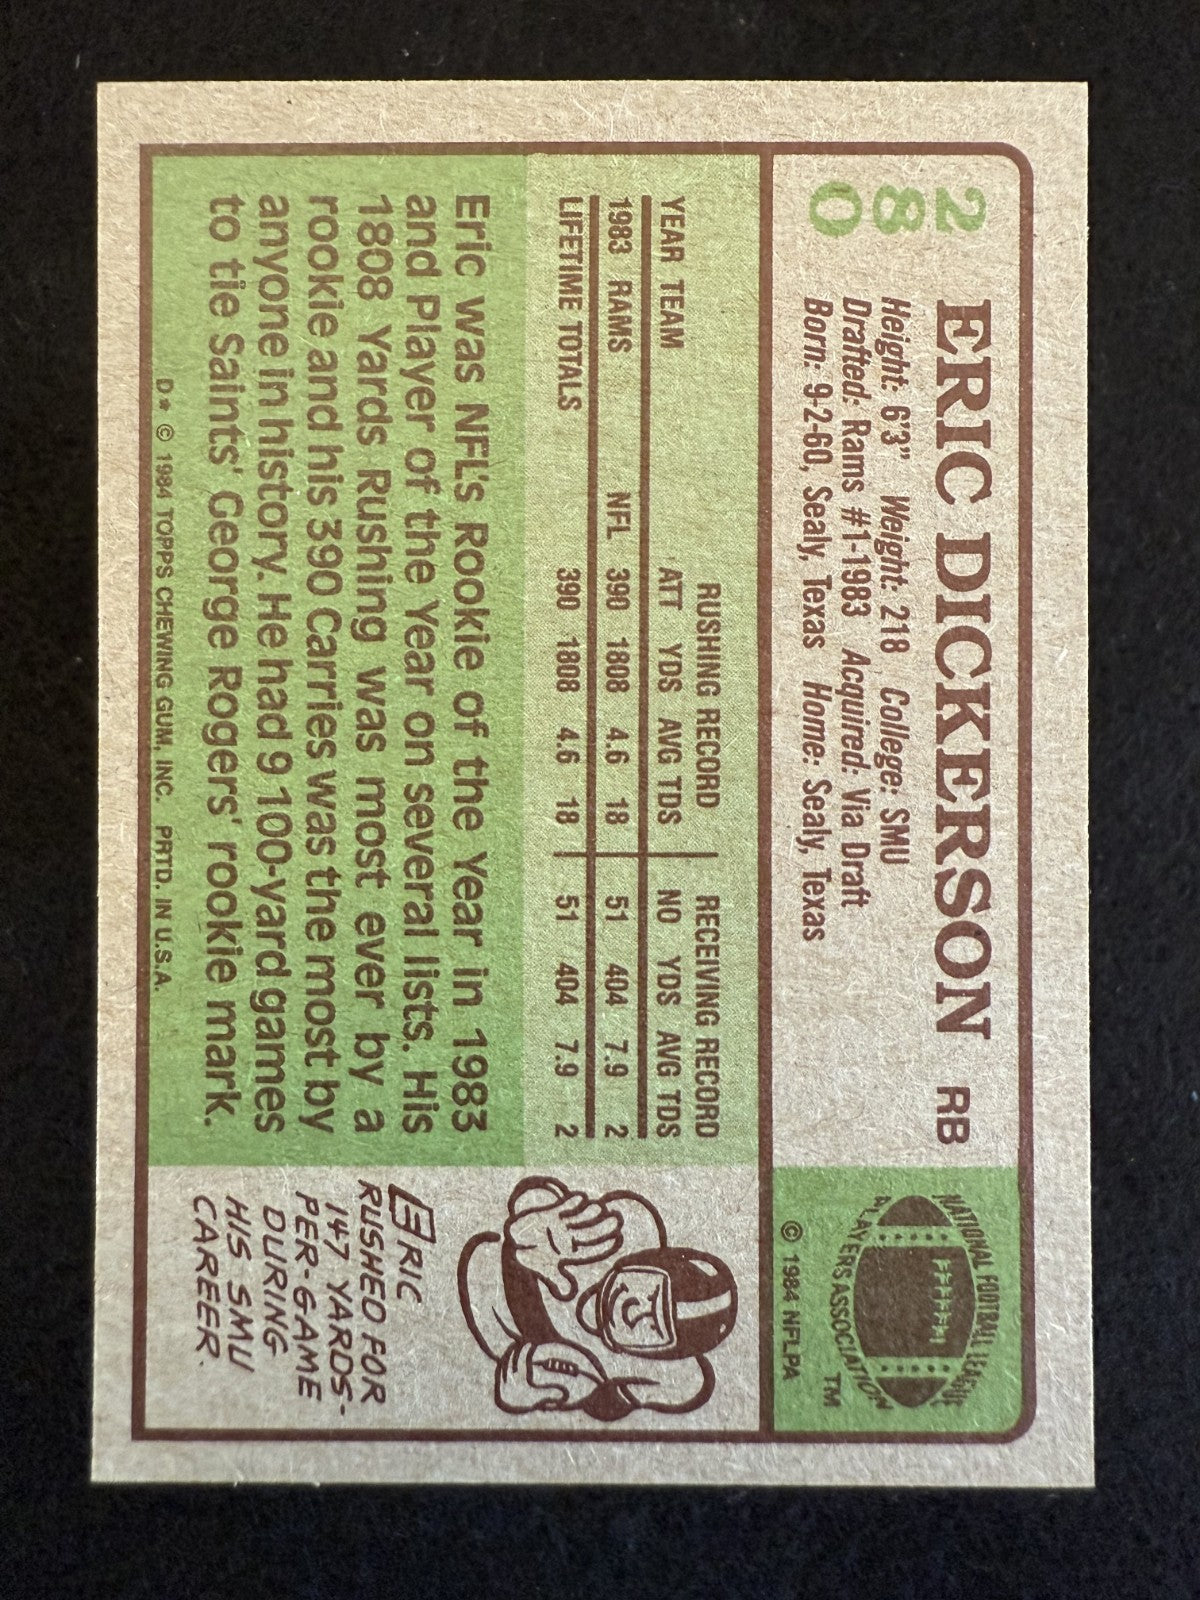 280
ERIC DICKERSON RB
Height: 6'3" Weight: 218 College: SMU
Drafted: Rams #1-1983 Acquired: Via Draft
Born: 9-2-60, Sealy, Texas Home: Sealy, Texas
NATIONAL FOOTBALL LEAGUE
PLAYERS ASSOCIATION TM
© 1984 NFLPA
RUSHING RECORD RECEIVING RECORD
YEAR TEAM ATT YDS AVG TDS NO YDS AVG TDS
1983 RAMS NFL 390 1808 4.6 18 51 404 7.9 2
LIFETIME TOTALS 390 1808 4.6 18 51 404 7.9 2
Eric was NFL's Rookie of the Year in 1983
and Player of the Year on several lists. His
1808 Yards Rushing was most ever by a
rookie and his 390 Carries was the most by
anyone in history. He had 9 100-yard games
to tie Saints' George Rogers' rookie mark.
D* © 1984 TOPPS CHEWING GUM, INC. PRTD. IN U.S.A.
ERIC
RUSHED FOR
147 YARDS-
PER-GAME
DURING
HIS SMU
CAREER.